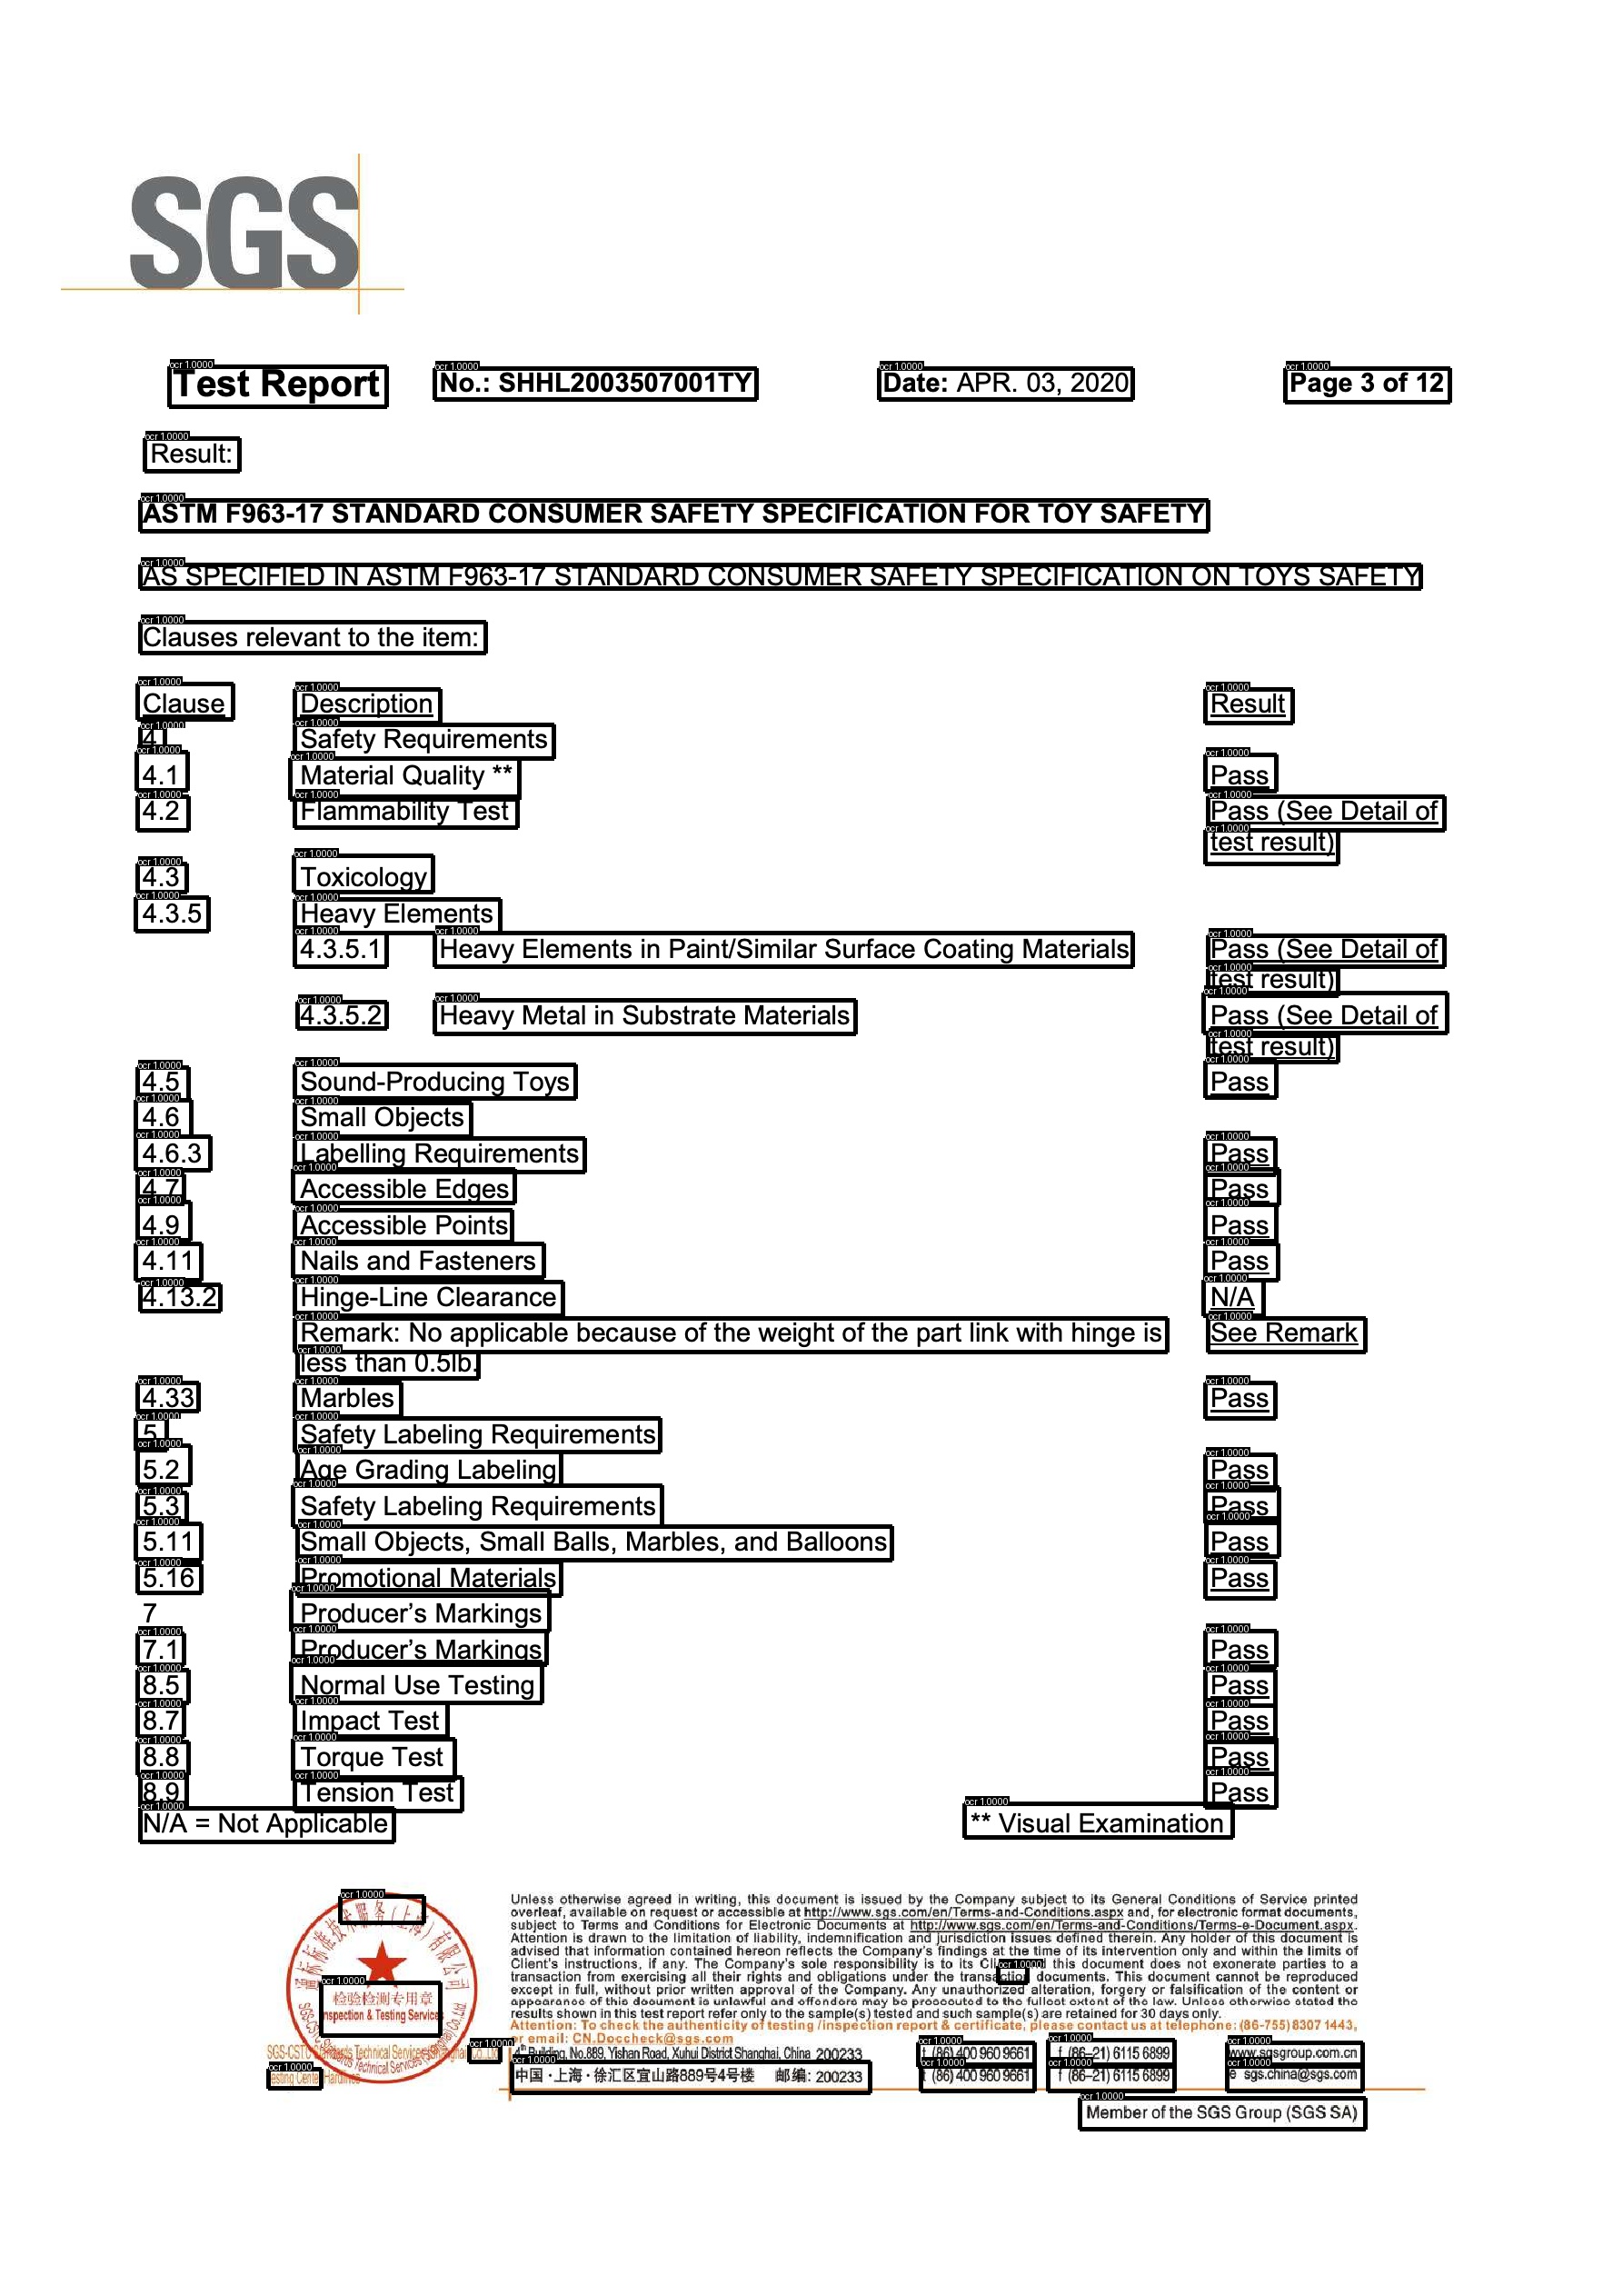 SGS
Test Report No.: SHHL2003507001TY Date: APR. 03, 2020 Page 3 of 12
Result:
ASTM F963-17 STANDARD CONSUMER SAFETY SPECIFICATION FOR TOY SAFETY
AS SPECIFIED IN ASTM F963-17 STANDARD CONSUMER SAFETY SPECIFICATION ON TOYS SAFETY
Clauses relevant to the item:
Clause Description Result
4 Safety Requirements
4.1 Material Quality ** Pass
4.2 Flammability Test Pass (See Detail of
test result)
4.3 Toxicology
4.3.5 Heavy Elements
4.3.5.1 Heavy Elements in Paint/Similar Surface Coating Materials Pass (See Detail of
test result)
4.3.5.2 Heavy Metal in Substrate Materials Pass (See Detail of
test result)
4.5 Sound-Producing Toys Pass
4.6 Small Objects
4.6.3 Labelling Requirements Pass
4.7 Accessible Edges Pass
4.9 Accessible Points Pass
4.11 Nails and Fasteners Pass
4.13.2 Hinge-Line Clearance N/A
Remark: No applicable because of the weight of the part link with hinge is See Remark
less than 0.5lb.
4.33 Marbles Pass
5 Safety Labeling Requirements
5.2 Age Grading Labeling Pass
5.3 Safety Labeling Requirements Pass
5.11 Small Objects, Small Balls, Marbles, and Balloons Pass
5.16 Promotional Materials Pass
7 Producer’s Markings
7.1 Producer’s Markings Pass
8.5 Normal Use Testing Pass
8.7 Impact Test Pass
8.8 Torque Test Pass
8.9 Tension Test Pass
N/A = Not Applicable ** Visual Examination
检验检测专用章
Inspection & Testing Service
Unless otherwise agreed in writing, this document is issued by the Company subject to its General Conditions of Service printed
overleaf, available on request or accessible at http://www.sgs.com/en/Terms-and-Conditions.aspx and, for electronic format documents,
subject to Terms and Conditions for Electronic Documents at http://www.sgs.com/en/Terms-and-Conditions/Terms-e-Document.aspx.
Attention is drawn to the limitation of liability, indemnification and jurisdiction issues defined therein. Any holder of this document is
advised that information contained hereon reflects the Company's findings at the time of its intervention only and within the limits of
Client's instructions, if any. The Company's sole responsibility is to its this document does not exonerate parties to a
transaction from exercising all their rights and obligations under the transaction documents. This document cannot be reproduced
except in full, without prior written approval of the Company. Any unauthorized alteration, forgery or falsification of the content or
appearance of this document is unlawful and offenders may be prosecuted to the fullest extent of the law. Unless otherwise stated the
results shown in this test report refer only to the sample(s) tested and such sample(s) are retained for 30 days only.
Attention: To check the authenticity of testing /inspection report & certificate, please contact us at telephone: (86-755) 8307 1443,
or email: CN.Doccheck@sgs.com
4th Building, No.889, Yishan Road, Xuhui District Shanghai, China 200233 t (86) 400 960 9661 f (86–21) 6115 6899 www.sgsgroup.com.cn
中国·上海·徐汇区宜山路889号4号楼 邮编: 200233 t (86) 400 960 9661 f (86–21) 6115 6899 e sgs.china@sgs.com
Member of the SGS Group (SGS SA)